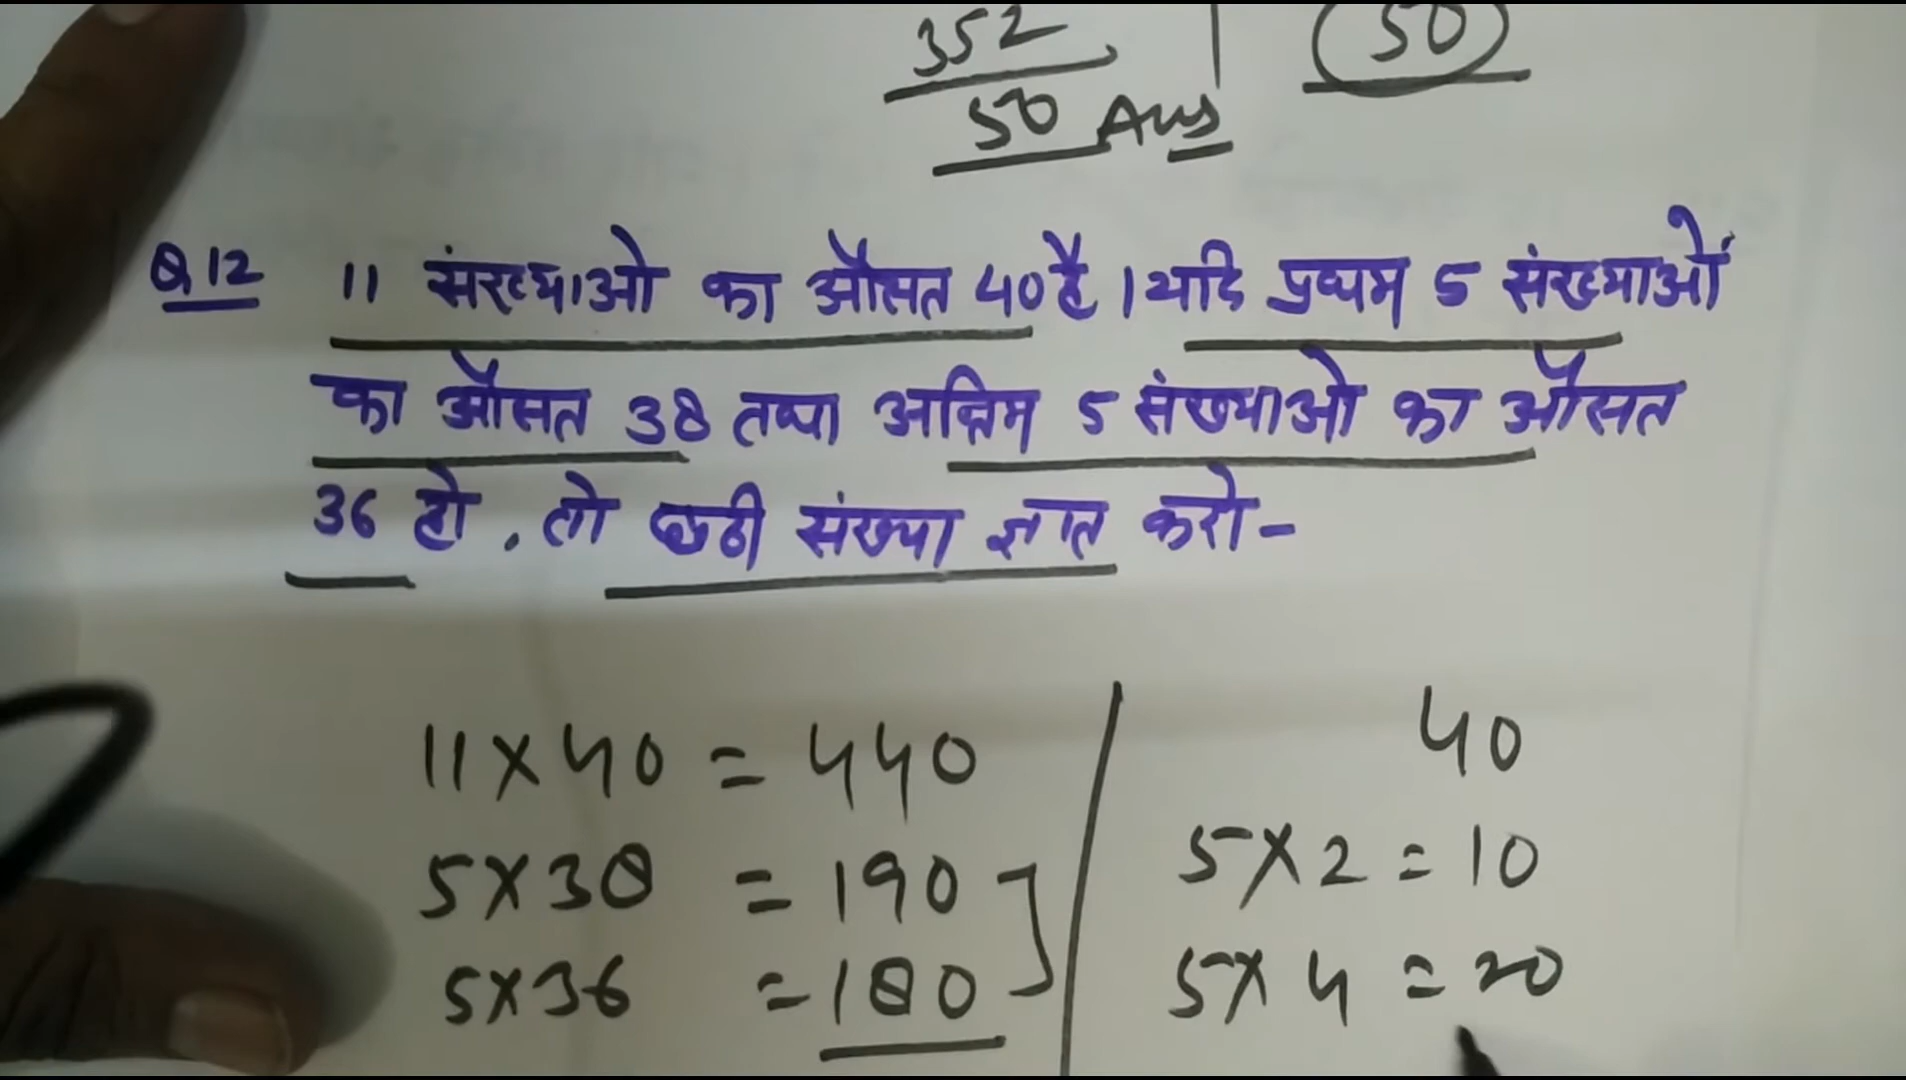 352
50
50 Ans
Q12 11 संख्याओ का औसत 40 है। यदि प्रथम 5 संख्याओं
का औसत 38 तथा अन्तिम 5 संख्याओ का औसत
36 हो, तो छठी संख्या ज्ञात करो-
11 × 40 = 440
5 × 38 = 190
5 × 36 = 180
40
5 × 2 = 10
5 × 4 = 20